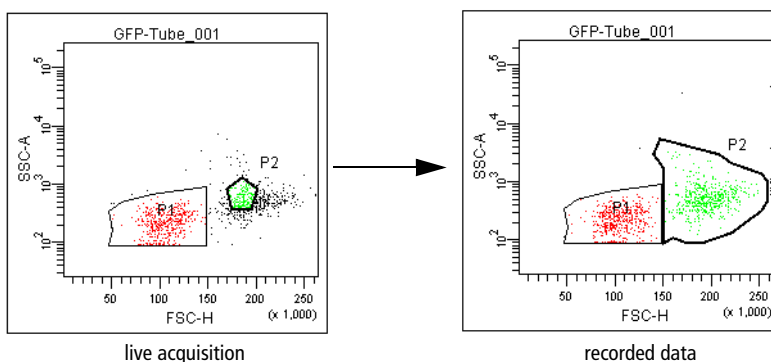 GFP-Tube_001
SSC-A
10^5
10^4
10^3
10^2
P1
P2
50 100 150 200 250
FSC-H (x 1,000)
live acquisition
GFP-Tube_001
SSC-A
10^5
10^4
10^3
10^2
P1
P2
50 100 150 200 250
FSC-H (x 1,000)
recorded data